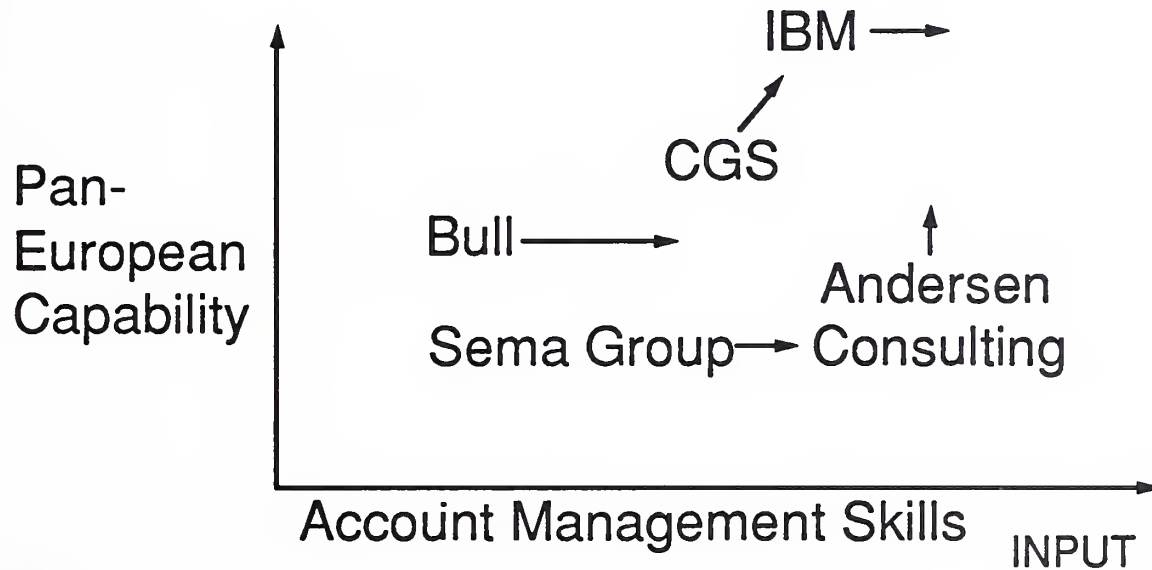 IBM
CGS
Pan-
European
Capability
Bull
Andersen
Consulting
Sema Group
Account Management Skills
INPUT